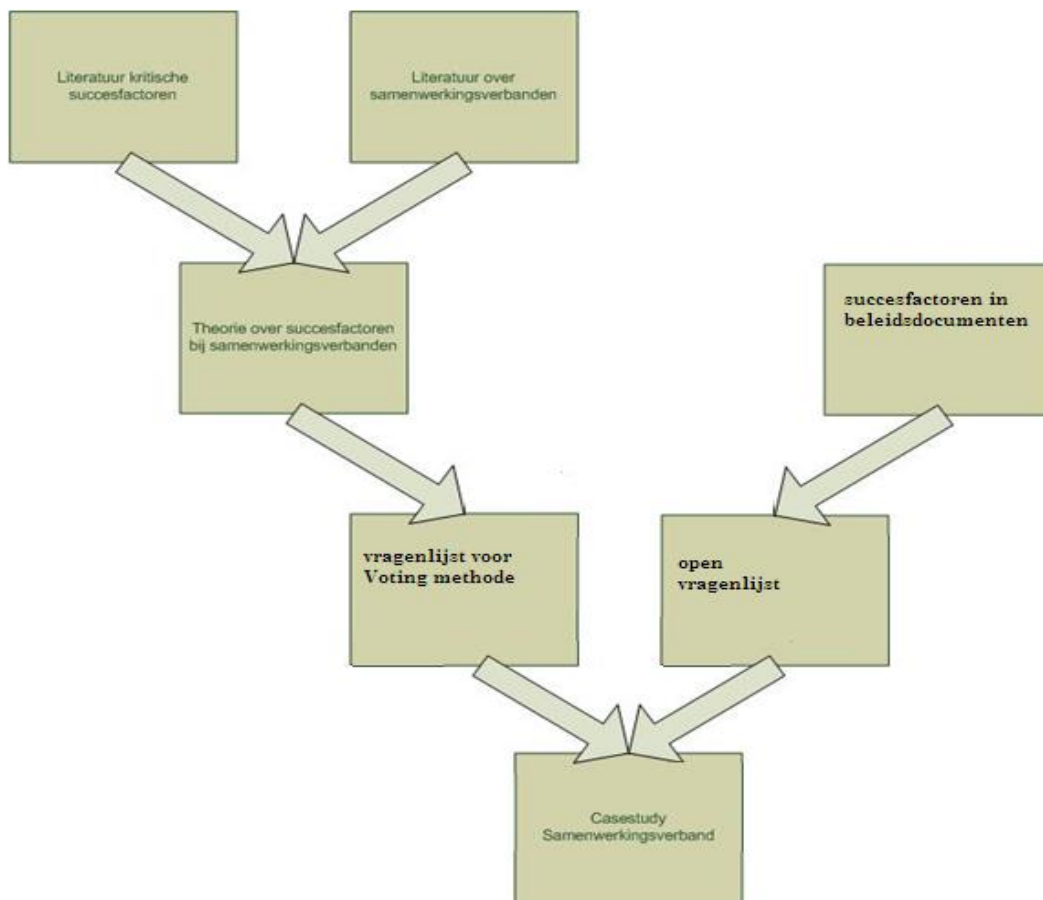 Literatuur kritische
succesfactoren
Literatuur over
samenwerkingsverbanden
Theorie over succesfactoren
bij samenwerkingsverbanden
succesfactoren in
beleidsdocumenten
vragenlijst voor
Voting methode
open
vragenlijst
Casestudy
Samenwerkingsverband